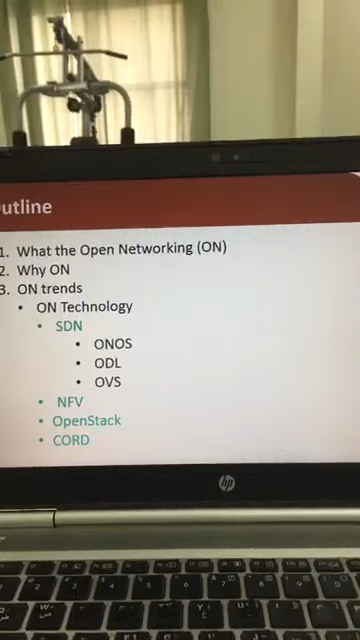 utline
1. What the Open Networking (ON)
2. Why ON
3. ON trends
• ON Technology
• SDN
• ONOS
• ODL
• OVS
• NFV
• OpenStack
• CORD
hp